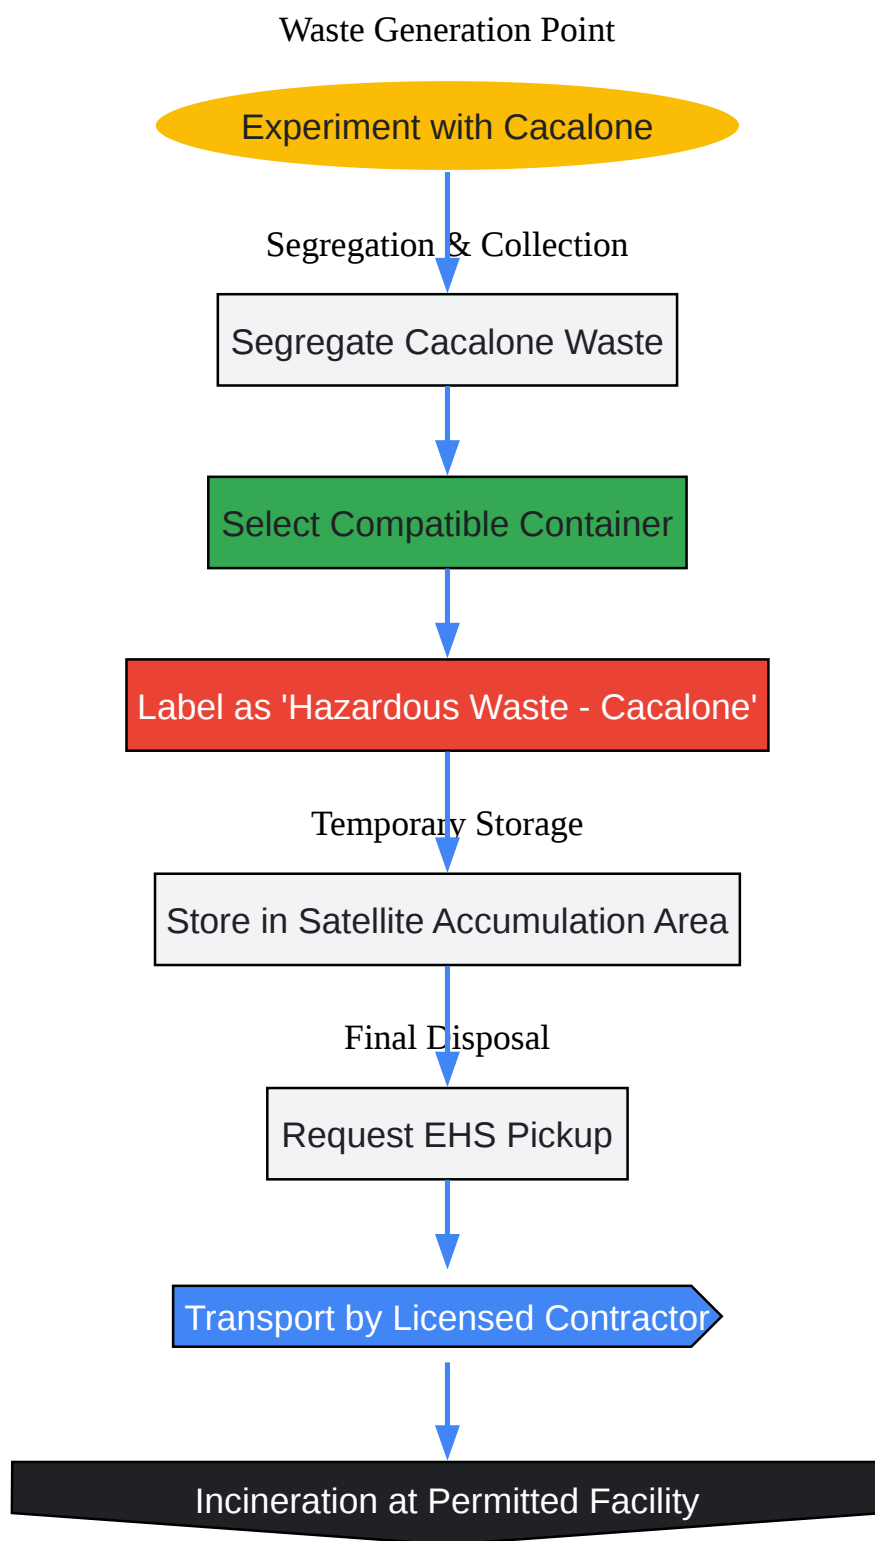 Waste Generation Point
Experiment with Cacalone
Segregation & Collection
Segregate Cacalone Waste
Select Compatible Container
Label as 'Hazardous Waste - Cacalone'
Temporary Storage
Store in Satellite Accumulation Area
Final Disposal
Request EHS Pickup
Transport by Licensed Contractor
Incineration at Permitted Facility